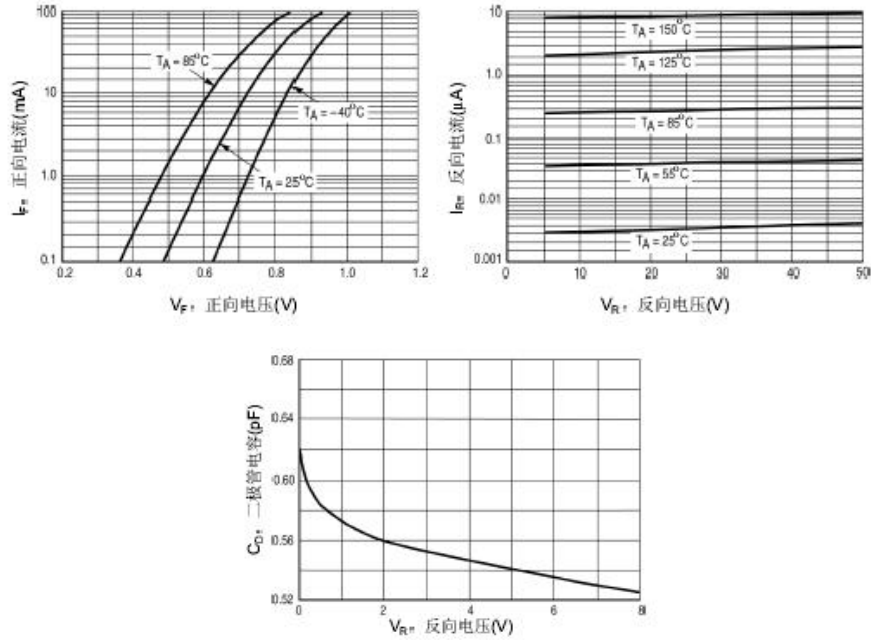 100
10
1.0
0.1
0.2 0.4 0.6 0.8 1.0 1.2
T_A = 85°C
T_A = −40°C
T_A = 25°C
I_F, 正向电流(mA)
V_F, 正向电压(V)
10
1.0
0.1
0.01
0.001
0 10 20 30 40 50
T_A = 150°C
T_A = 125°C
T_A = 85°C
T_A = 55°C
T_A = 25°C
I_R, 反向电流(μA)
V_R, 反向电压(V)
0.68
0.64
0.60
0.56
0.52
0 2 4 6 8
C_D, 二极管电容(pF)
V_R, 反向电压(V)